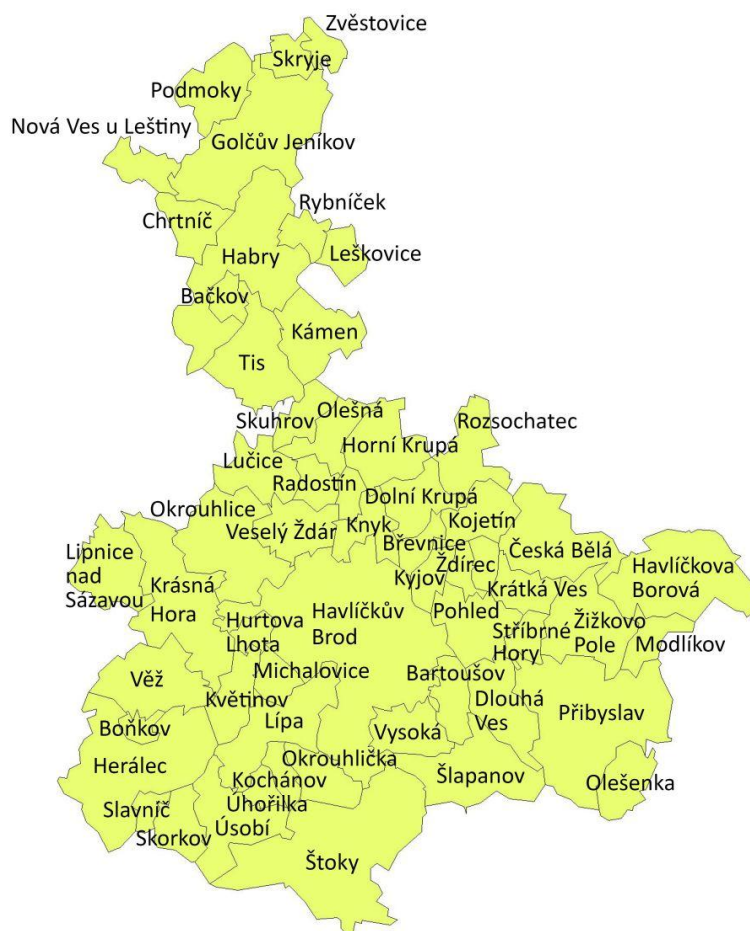 Zvěstovice
Skryje
Podmoky
Nová Ves u Leštiny
Golčův Jeníkov
Rybníček
Chrtníč
Habry
Leškovice
Bačkov
Kámen
Tis
Olešná
Skuhrov
Rozsochatec
Horní Krupá
Lučice
Radostín
Dolní Krupá
Okrouhlice
Kojetín
Veselý Ždár
Knyk
Břevnice
Česká Bělá
Lipnice
nad
Sázavou
Ždírec
Havlíčkova
Borová
Krásná
Hora
Kyjov
Krátká Ves
Hurtova
Lhota
Havlíčkův
Brod
Pohled
Stříbrné
Hory
Žižkovo
Pole
Modlíkov
Věž
Michalovice
Bartoušov
Květinov
Dlouhá
Ves
Přibyslav
Lípa
Boňkov
Vysoká
Herálec
Okrouhlička
Kochánov
Šlapanov
Olešenka
Slavníč
Úhořilka
Skorkov
Úsobí
Štoky